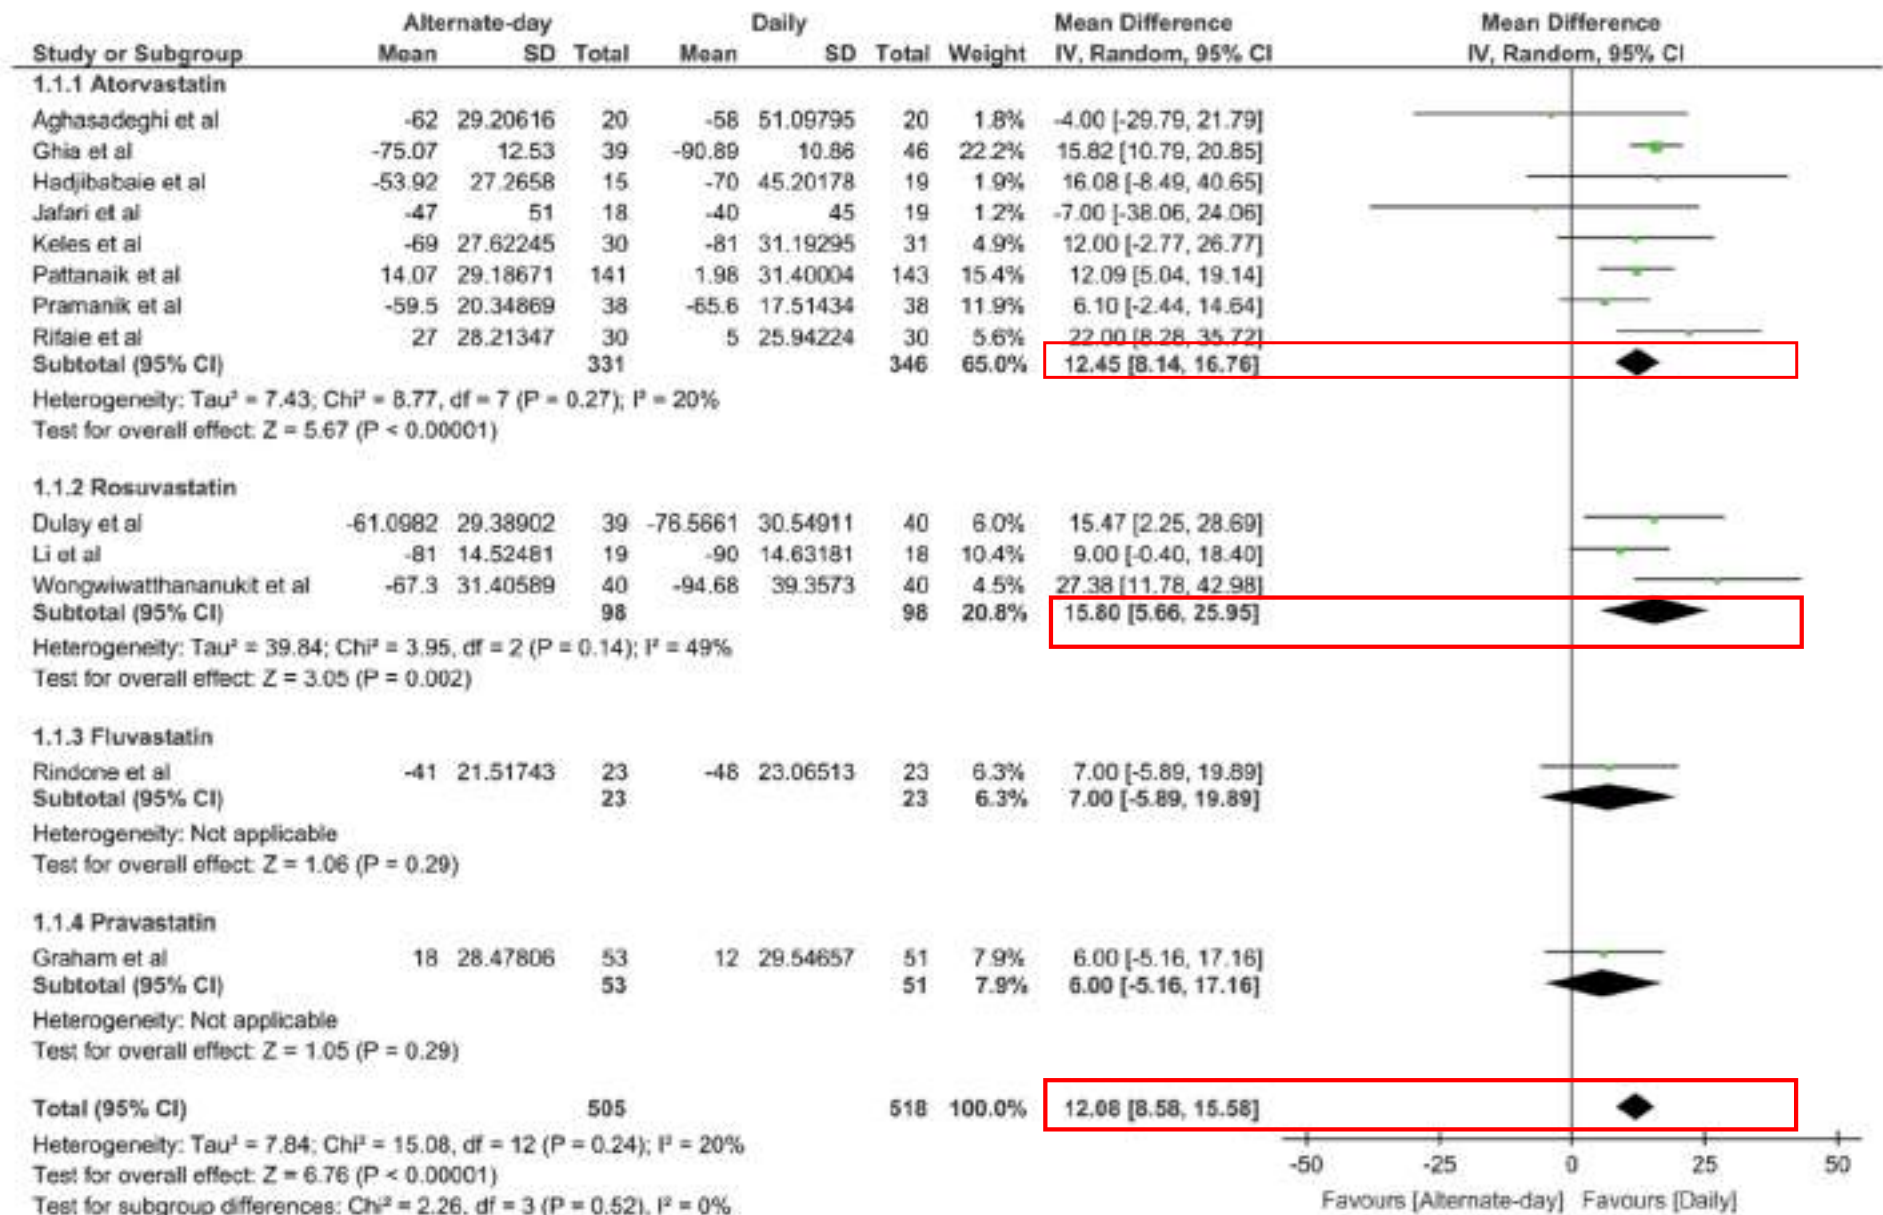 Alternate-day Daily Mean Difference Mean Difference
Study or Subgroup Mean SD Total Mean SD Total Weight IV, Random, 95% CI IV, Random, 95% CI
1.1.1 Atorvastatin
Aghasadeghi et al -62 29.20616 20 -58 51.09795 20 1.8% -4.00 [-29.79, 21.79]
Ghia et al -75.07 12.53 39 -90.89 10.86 46 22.2% 15.82 [10.79, 20.85]
Hadjibabaie et al -53.92 27.2658 15 -70 45.20178 19 1.9% 16.08 [-8.49, 40.65]
Jafari et al -47 51 18 -40 45 19 1.2% -7.00 [-38.06, 24.06]
Keles et al -69 27.62245 30 -81 31.19295 31 4.9% 12.00 [-2.77, 26.77]
Pattanaik et al 14.07 29.18671 141 1.98 31.40004 143 15.4% 12.09 [5.04, 19.14]
Pramanik et al -59.5 20.34869 38 -65.6 17.51434 38 11.9% 6.10 [-2.44, 14.64]
Rifaie et al 27 28.21347 30 5 25.94224 30 5.6% 22.00 [8.28, 35.72]
Subtotal (95% CI) 331 346 65.0% 12.45 [8.14, 16.76]
Heterogeneity: Tau² = 7.43; Chi² = 8.77, df = 7 (P = 0.27); I² = 20%
Test for overall effect: Z = 5.67 (P < 0.00001)
1.1.2 Rosuvastatin
Dulay et al -61.0982 29.38902 39 -76.5661 30.54911 40 6.0% 15.47 [2.25, 28.69]
Li et al -81 14.52481 19 -90 14.63181 18 10.4% 9.00 [-0.40, 18.40]
Wongwiwatthananukit et al -67.3 31.40589 40 -94.68 39.3573 40 4.5% 27.38 [11.78, 42.98]
Subtotal (95% CI) 98 98 20.8% 15.80 [5.66, 25.95]
Heterogeneity: Tau² = 39.84; Chi² = 3.95, df = 2 (P = 0.14); I² = 49%
Test for overall effect: Z = 3.05 (P = 0.002)
1.1.3 Fluvastatin
Rindone et al -41 21.51743 23 -48 23.06513 23 6.3% 7.00 [-5.89, 19.89]
Subtotal (95% CI) 23 23 6.3% 7.00 [-5.89, 19.89]
Heterogeneity: Not applicable
Test for overall effect: Z = 1.06 (P = 0.29)
1.1.4 Pravastatin
Graham et al 18 28.47806 53 12 29.54657 51 7.9% 6.00 [-5.16, 17.16]
Subtotal (95% CI) 53 51 7.9% 6.00 [-5.16, 17.16]
Heterogeneity: Not applicable
Test for overall effect: Z = 1.05 (P = 0.29)
Total (95% CI) 505 518 100.0% 12.08 [8.58, 15.58]
Heterogeneity: Tau² = 7.84; Chi² = 15.08, df = 12 (P = 0.24); I² = 20%
Test for overall effect: Z = 6.76 (P < 0.00001)
Test for subgroup differences: Chi² = 2.26, df = 3 (P = 0.52), I² = 0%
-50 -25 0 25 50
Favours [Alternate-day] Favours [Daily]